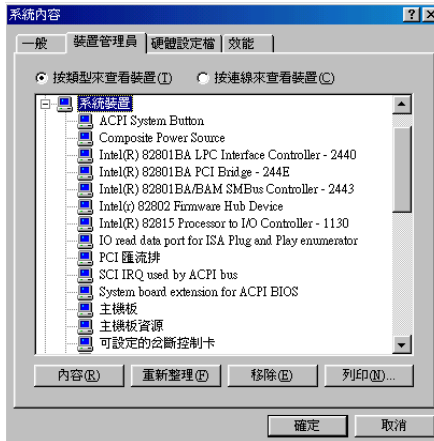 系統內容
一般 裝置管理員 硬體設定檔 效能
按類型來查看裝置(T) 按連線來查看裝置(C)
系統裝置
ACPI System Button
Composite Power Source
Intel(R) 82801BA LPC Interface Controller - 2440
Intel(R) 82801BA PCI Bridge - 244E
Intel(R) 82801BA/BAM SMBus Controller - 2443
Intel(r) 82802 Firmware Hub Device
Intel(R) 82815 Processor to I/O Controller - 1130
IO read data port for ISA Plug and Play enumerator
PCI 匯流排
SCI IRQ used by ACPI bus
System board extension for ACPI BIOS
主機板
主機板資源
可設定的岔斷控制卡
內容(R) 重新整理(F) 移除(E) 列印(N)...
確定 取消